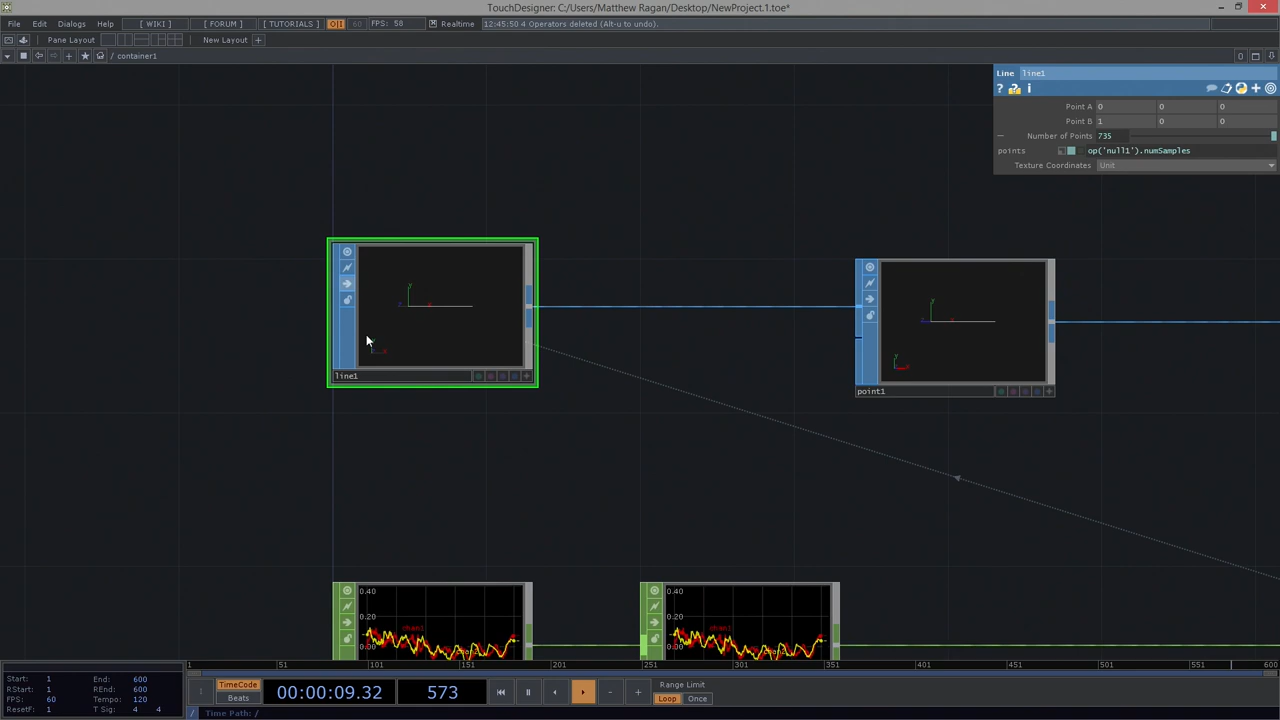 TouchDesigner: C:/Users/Matthew Ragan/Desktop/NewProject.1.toe*
File Edit Dialogs Help [ WIKI ] [ FORUM ] [ TUTORIALS ] O|I 60 FPS: 58 Realtime 12:45:50 4 Operators deleted (Alt-u to undo).
Pane Layout New Layout +
/ container1
Line line1
Point A 0 0 0
Point B 1 0 0
Number of Points 735
points op('null1').numSamples
Texture Coordinates Unit
y
z x
y
x
line1
y
z x
y
x
point1
0.40 0.40
0.20 0.20
chan1 chan1
0.00 0.00
1 51 101 151 201 251 301 351 401 451 501 551 600
Start: 1 End: 600
RStart: 1 REnd: 600
FPS: 60 Tempo: 120
ResetF: 1 T Sig: 4 4
TimeCode
Beats
00:00:09.32 573
Range Limit
Loop Once
/ Time Path: /